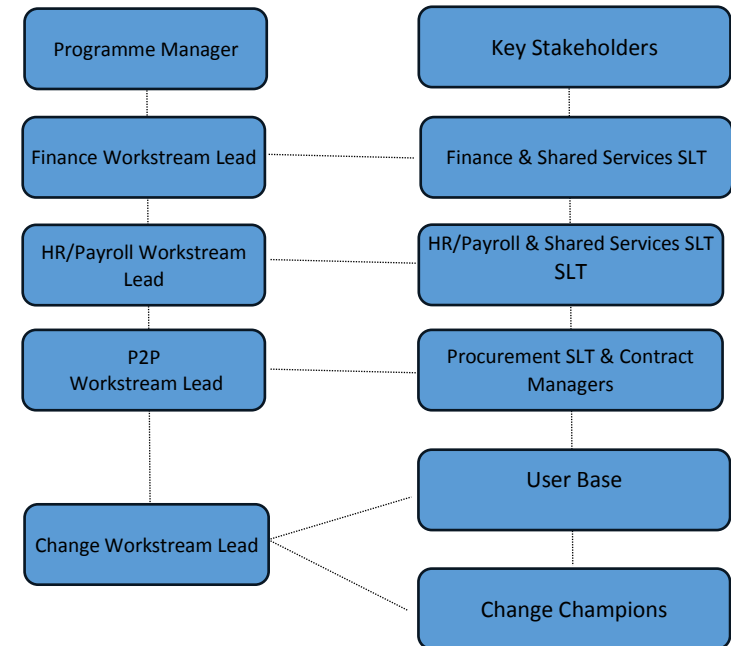 Programme Manager
Key Stakeholders
Finance Workstream Lead
Finance & Shared Services SLT
HR/Payroll Workstream
Lead
HR/Payroll & Shared Services SLT
SLT
P2P
Workstream Lead
Procurement SLT & Contract
Managers
User Base
Change Workstream Lead
Change Champions